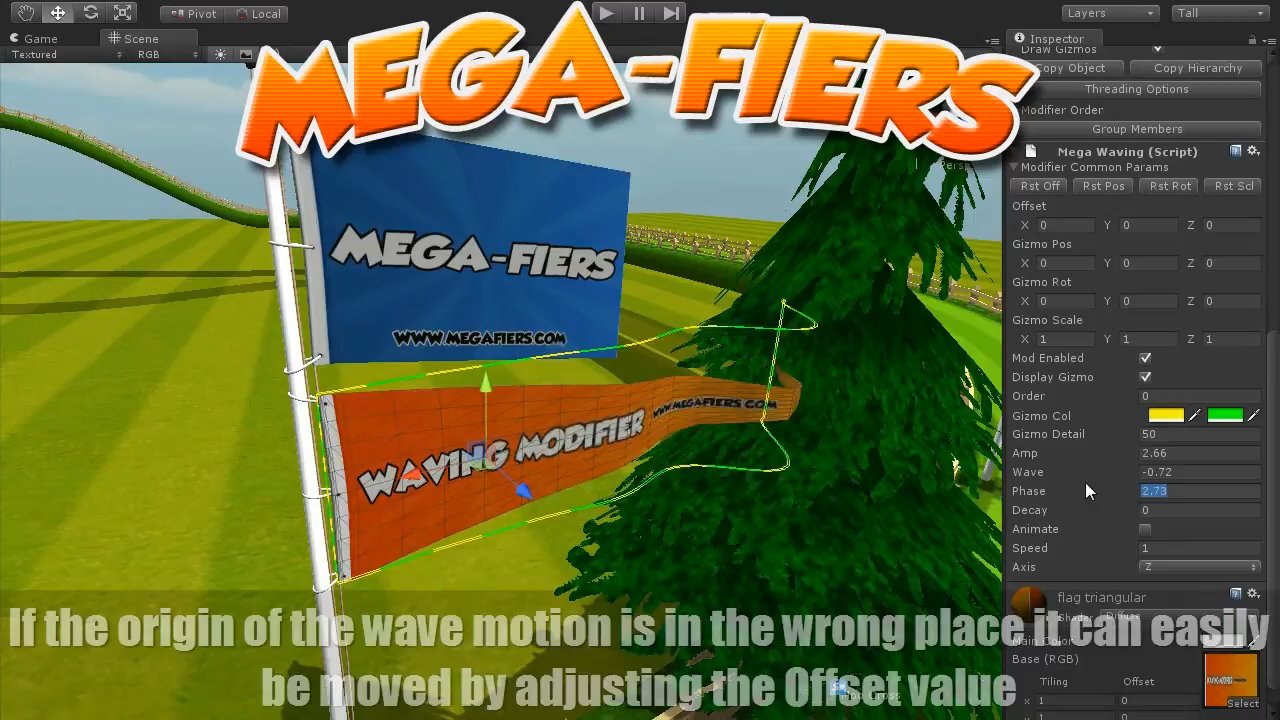 Pivot
Local
Layers
Tall
Game
Scene
Inspector
Textured
RGB
MEGA-FIERS
Draw Gizmos
Copy Object
Copy Hierarchy
Threading Options
Modifier Order
Group Members
Mega Waving (Script)
Modifier Common Params
Rst Off
Rst Pos
Rst Rot
Rst Scl
Offset
X 0 Y 0 Z 0
Gizmo Pos
X 0 Y 0 Z 0
Gizmo Rot
X 0 Y 0 Z 0
Gizmo Scale
X 1 Y 1 Z 1
Mod Enabled
Display Gizmo
Order 0
Gizmo Col
Gizmo Detail 50
Amp 2.66
Wave -0.72
Phase 2.73
Decay 0
Animate
Speed 1
Axis Z
flag triangular
Shader Diffuse
Main Color
Base (RGB)
Tiling Offset
x 1 0
Select
MEGA-FIERS
WWW.MEGAFIERS.COM
WAVING MODIFIER
WWW.MEGAFIERS.COM
If the origin of the wave motion is in the wrong place it can easily
be moved by adjusting the Offset value